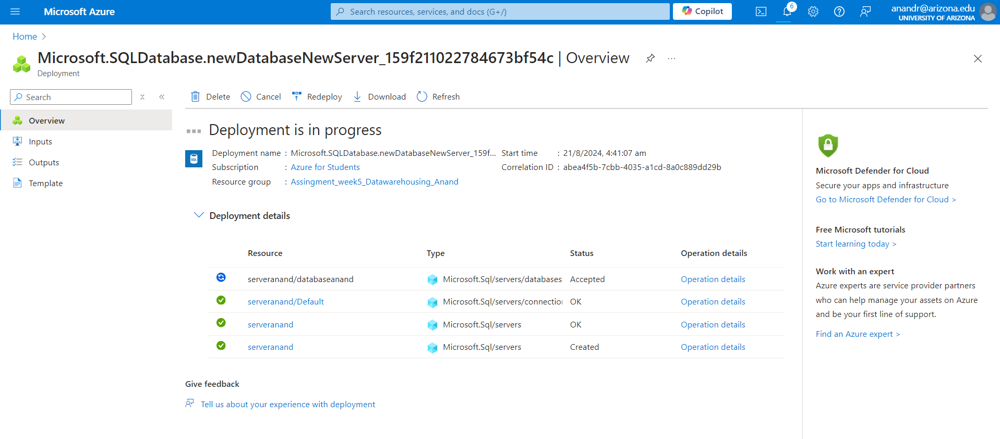 Microsoft Azure
Search resources, services, and docs (G+/)
Copilot
6
anandr@arizona.edu
UNIVERSITY OF ARIZONA
Home
Microsoft.SQLDatabase.newDatabaseNewServer_159f211022784673bf54c | Overview
Deployment
Search
Delete
Cancel
Redeploy
Download
Refresh
Overview
Inputs
Outputs
Template
Deployment is in progress
Deployment name : Microsoft.SQLDatabase.newDatabaseNewServer_159f...
Subscription : Azure for Students
Resource group : Assingment_week5_Datawarehousing_Anand
Start time : 21/8/2024, 4:41:07 am
Correlation ID : abea4f5b-7cbb-4035-a1cd-8a0c889dd29b
SQL
Deployment details
Resource Type Status Operation details
serveranand/databaseanand Microsoft.Sql/servers/databases Accepted Operation details
serveranand/Default Microsoft.Sql/servers/connection OK Operation details
serveranand Microsoft.Sql/servers OK Operation details
serveranand Microsoft.Sql/servers Created Operation details
Give feedback
Tell us about your experience with deployment
Microsoft Defender for Cloud
Secure your apps and infrastructure
Go to Microsoft Defender for Cloud >
Free Microsoft tutorials
Start learning today >
Work with an expert
Azure experts are service provider partners
who can help manage your assets on Azure
and be your first line of support.
Find an Azure expert >